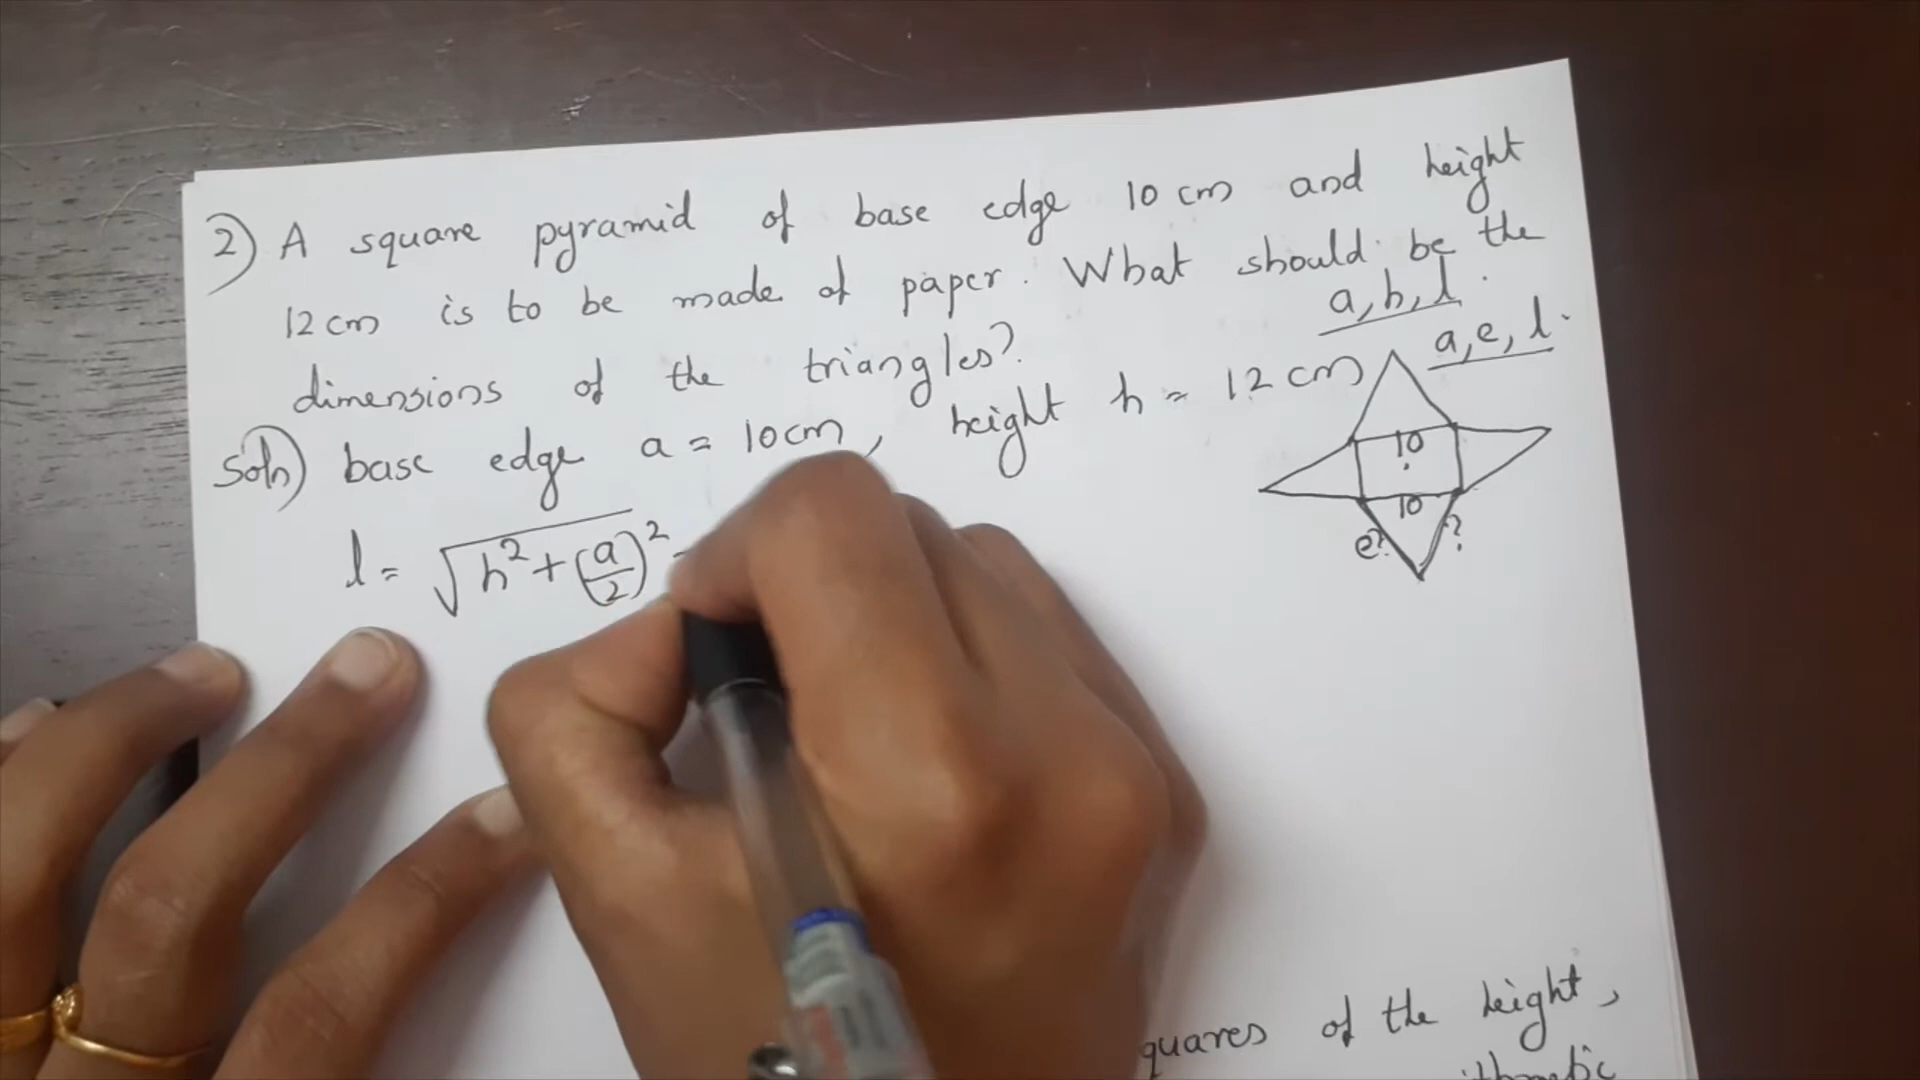 2) A square pyramid of base edge 10 cm and height
12 cm is to be made of paper. What should be the
a, h, l.
dimensions of the triangles?
a, e, l.
Soln) base edge a = 10cm, height h = 12 cm
10
10
e?
?
l = √h² + (a/2)²
quares of the height,